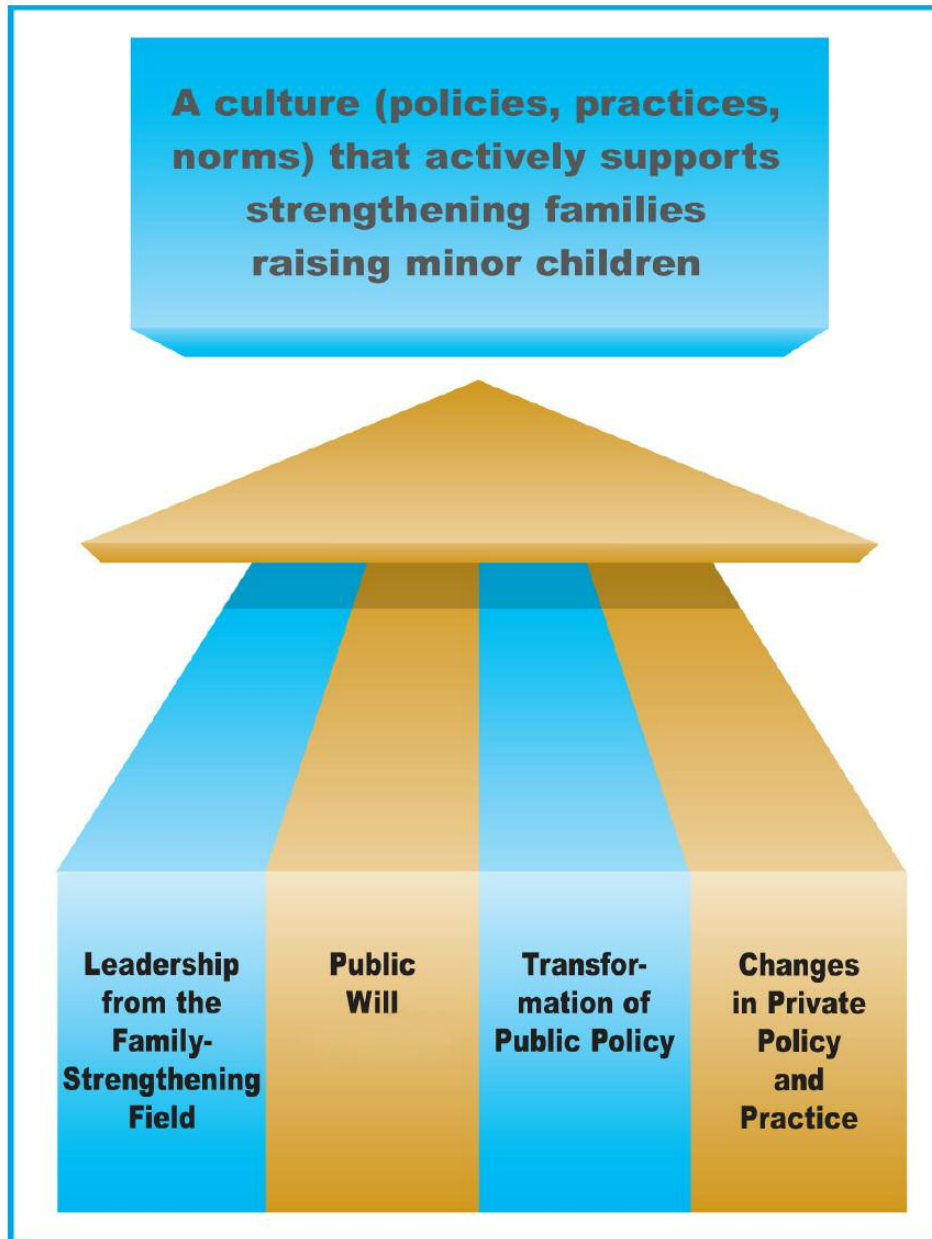 A culture (policies, practices,
norms) that actively supports
strengthening families
raising minor children
Leadership
from the
Family-
Strengthening
Field
Public
Will
Transfor-
mation of
Public Policy
Changes
in Private
Policy
and
Practice